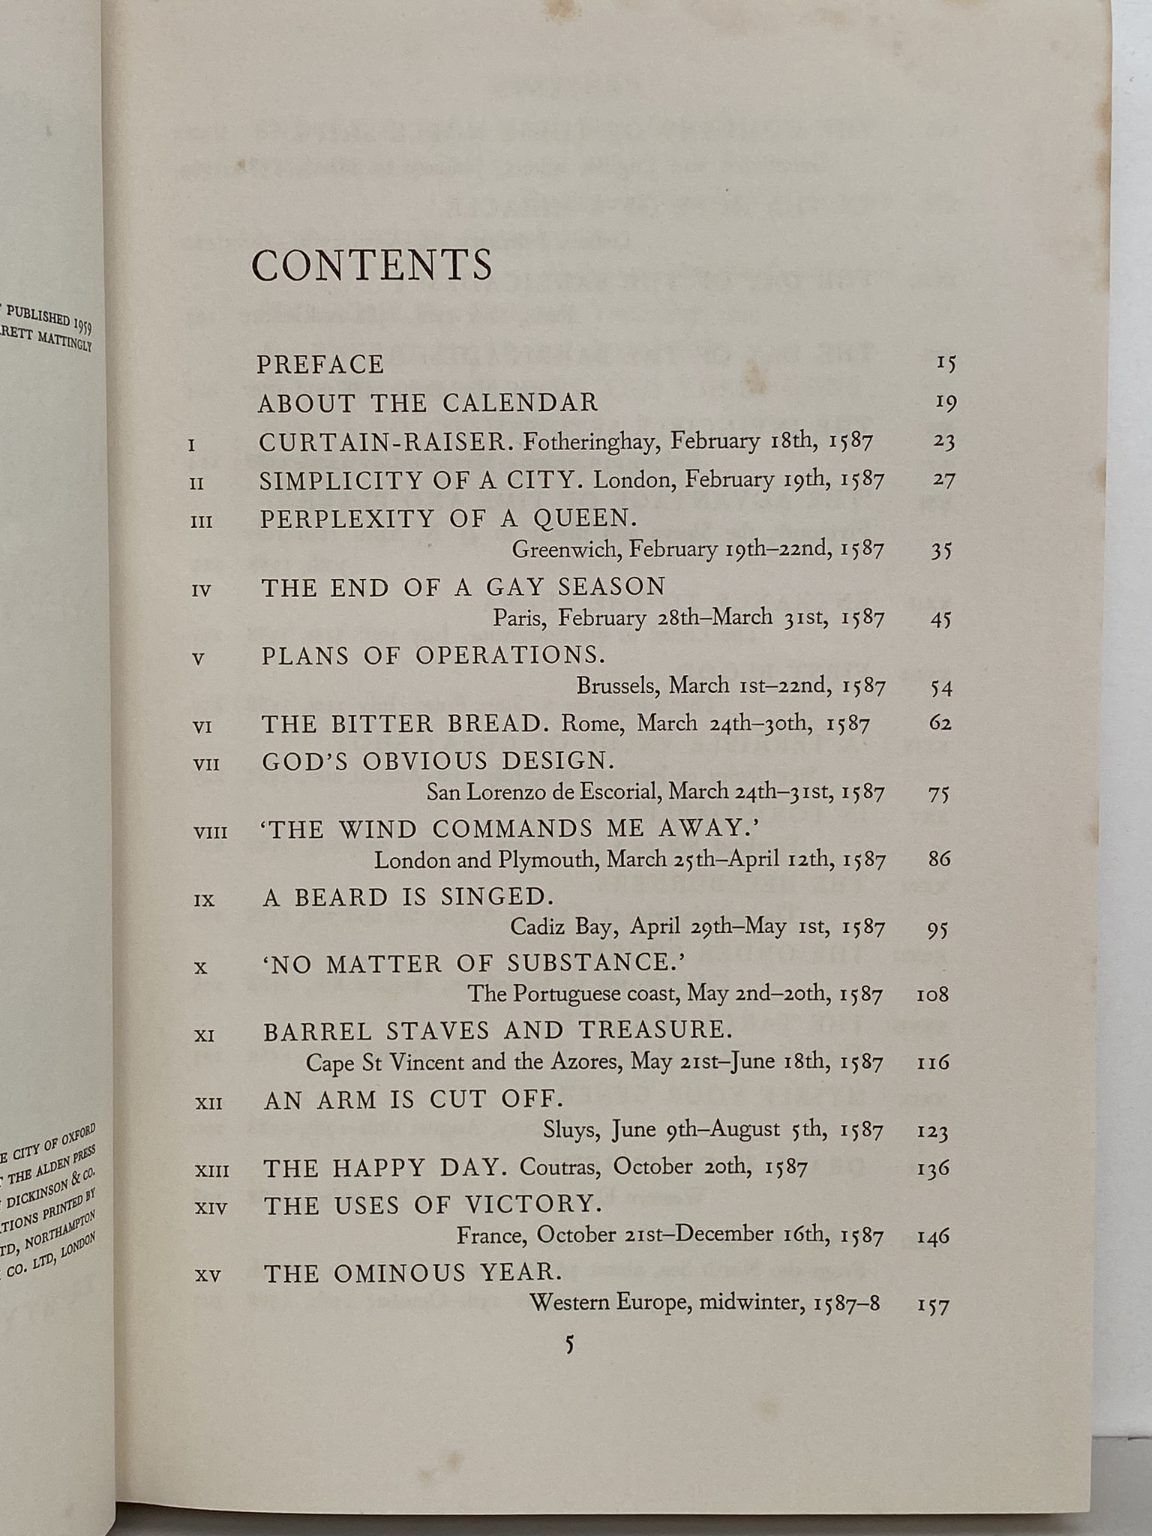 PUBLISHED 1959
RETT MATTINGLY
E CITY OF OXFORD
THE ALDEN PRESS
DICKINSON & CO.
TIONS PRINTED BY
TD, NORTHAMPTON
CO. LTD, LONDON
CONTENTS
PREFACE 15
ABOUT THE CALENDAR 19
I CURTAIN-RAISER. Fotheringhay, February 18th, 1587 23
II SIMPLICITY OF A CITY. London, February 19th, 1587 27
III PERPLEXITY OF A QUEEN.
Greenwich, February 19th–22nd, 1587 35
IV THE END OF A GAY SEASON
Paris, February 28th–March 31st, 1587 45
V PLANS OF OPERATIONS.
Brussels, March 1st–22nd, 1587 54
VI THE BITTER BREAD. Rome, March 24th–30th, 1587 62
VII GOD'S OBVIOUS DESIGN.
San Lorenzo de Escorial, March 24th–31st, 1587 75
VIII ‘THE WIND COMMANDS ME AWAY.’
London and Plymouth, March 25th–April 12th, 1587 86
IX A BEARD IS SINGED.
Cadiz Bay, April 29th–May 1st, 1587 95
X ‘NO MATTER OF SUBSTANCE.’
The Portuguese coast, May 2nd–20th, 1587 108
XI BARREL STAVES AND TREASURE.
Cape St Vincent and the Azores, May 21st–June 18th, 1587 116
XII AN ARM IS CUT OFF.
Sluys, June 9th–August 5th, 1587 123
XIII THE HAPPY DAY. Coutras, October 20th, 1587 136
XIV THE USES OF VICTORY.
France, October 21st–December 16th, 1587 146
XV THE OMINOUS YEAR.
Western Europe, midwinter, 1587–8 157
5